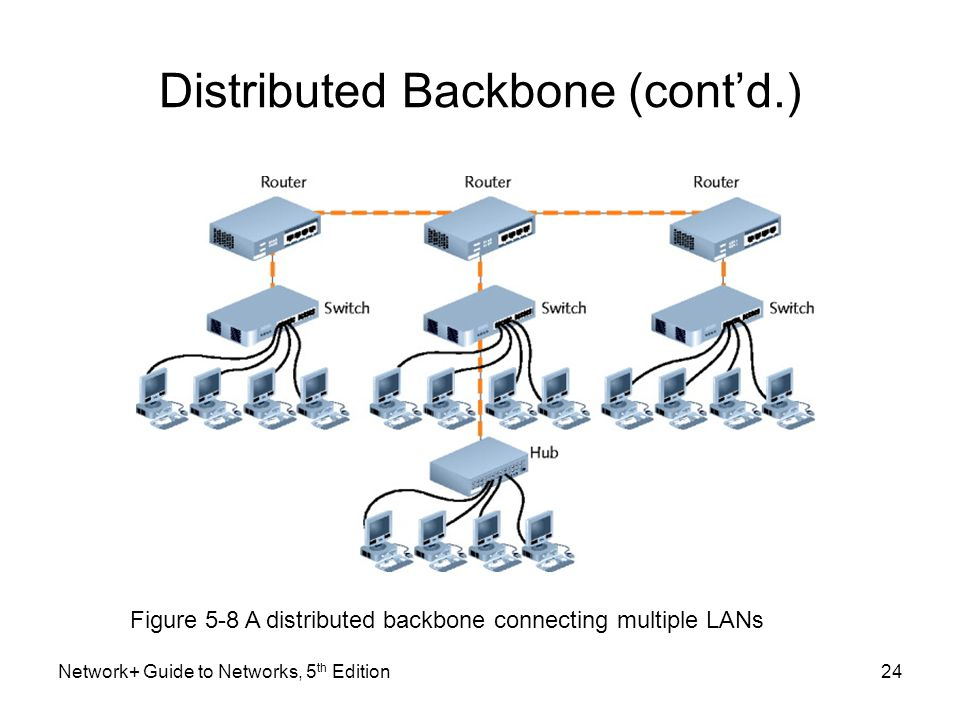 Distributed Backbone (cont’d.)
Router Router Router
Switch Switch Switch
Hub
Figure 5-8 A distributed backbone connecting multiple LANs
Network+ Guide to Networks, 5th Edition 24